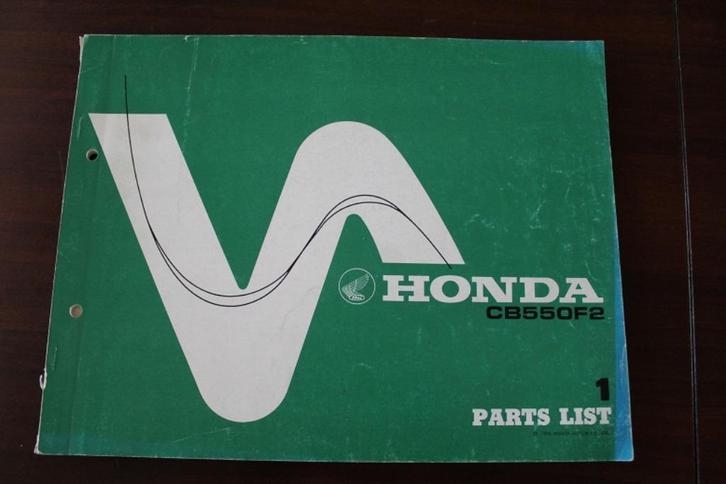 HONDA
CB550F2
1
PARTS LIST